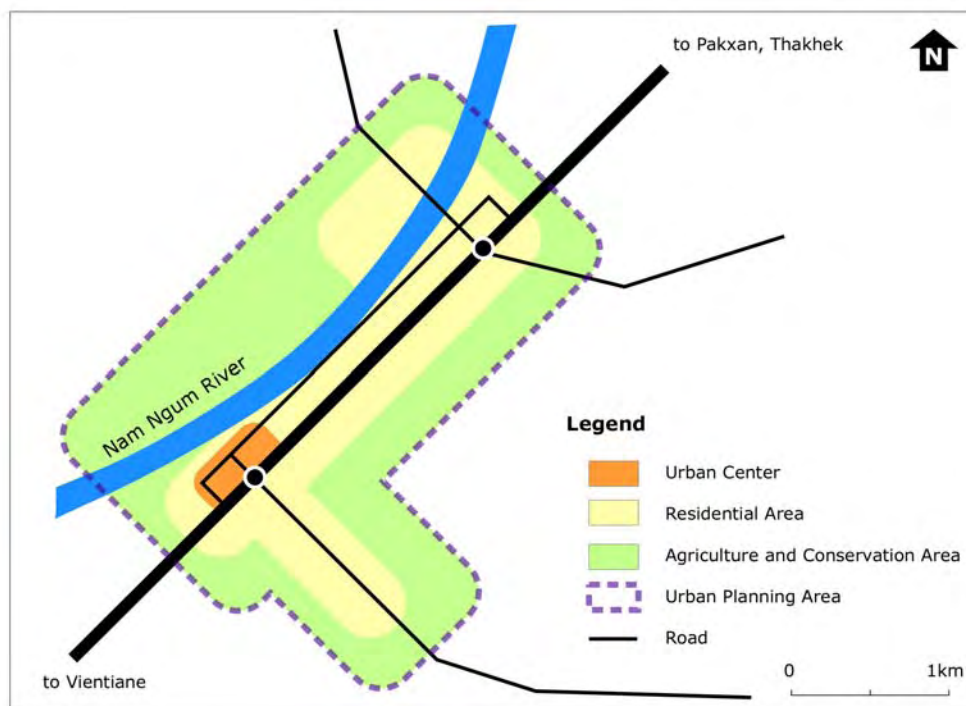 to Pakxan, Thakhek
N
Nam Ngum River
Legend
Urban Center
Residential Area
Agriculture and Conservation Area
Urban Planning Area
Road
0 1km
to Vientiane